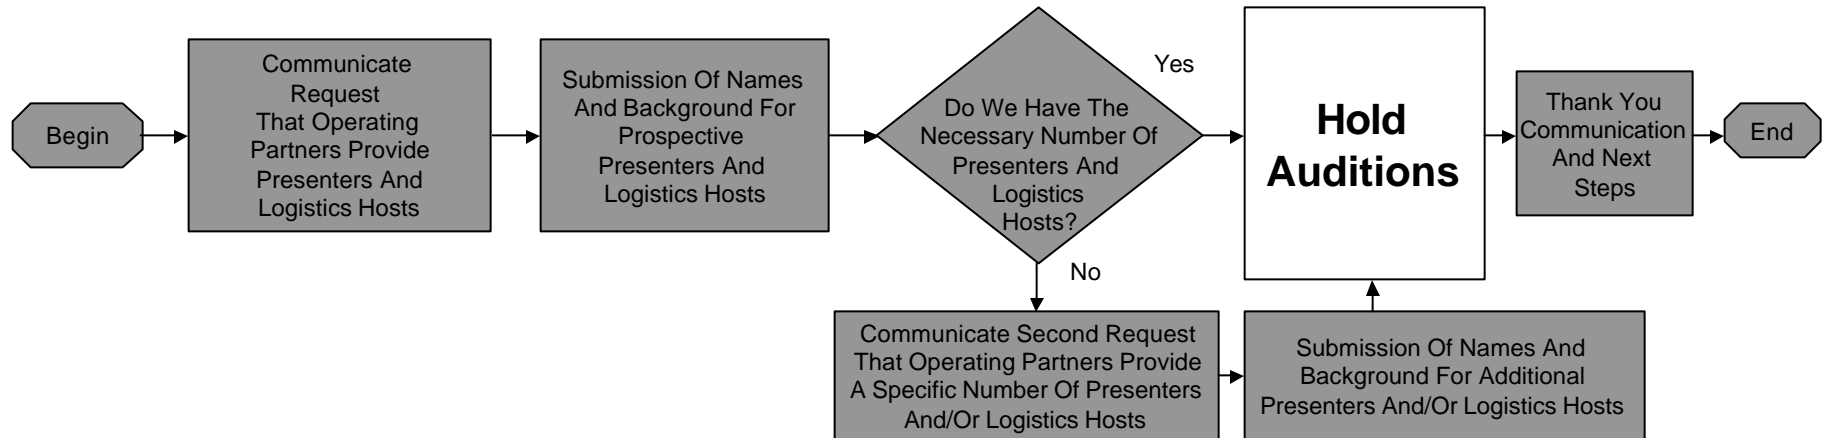 Begin
Communicate
Request
That Operating
Partners Provide
Presenters And
Logistics Hosts
Submission Of Names
And Background For
Prospective
Presenters And
Logistics Hosts
Do We Have The
Necessary Number Of
Presenters And
Logistics
Hosts?
Yes
No
Hold
Auditions
Thank You
Communication
And Next
Steps
End
Communicate Second Request
That Operating Partners Provide
A Specific Number Of Presenters
And/Or Logistics Hosts
Submission Of Names And
Background For Additional
Presenters And/Or Logistics Hosts